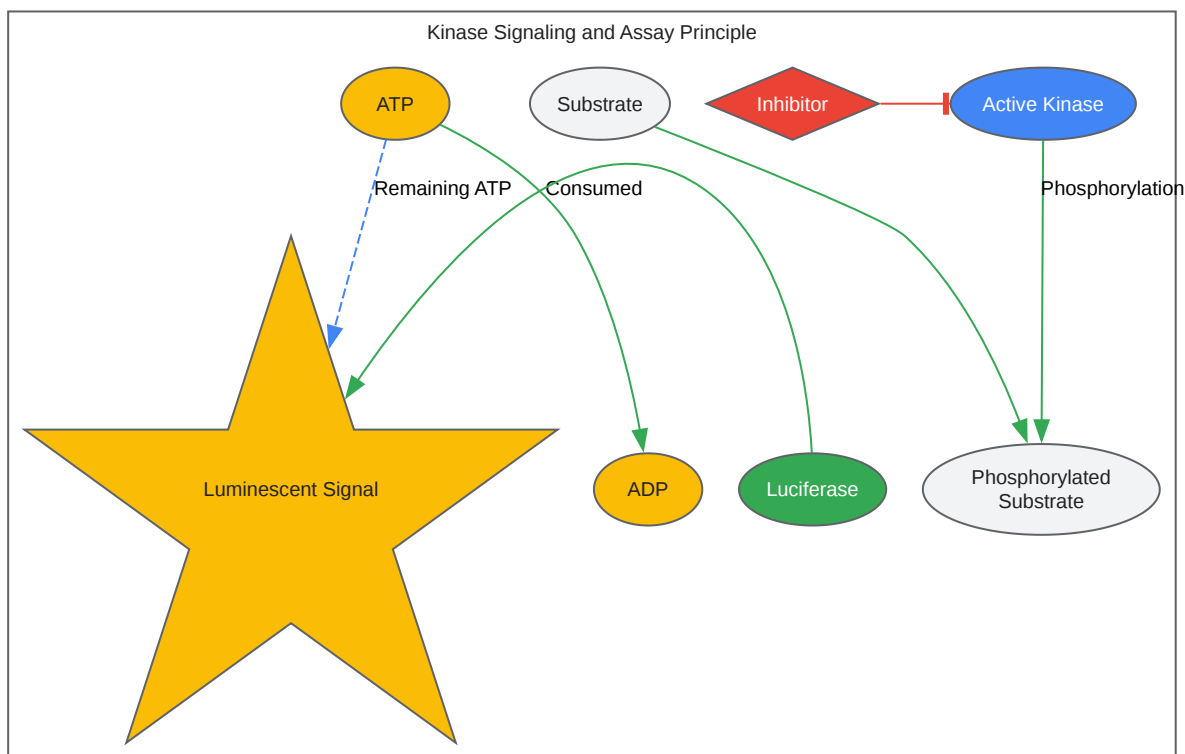 Kinase Signaling and Assay Principle
ATP
Substrate
Inhibitor
Active Kinase
Remaining ATP
Consumed
Phosphorylation
Luminescent Signal
ADP
Luciferase
Phosphorylated
Substrate